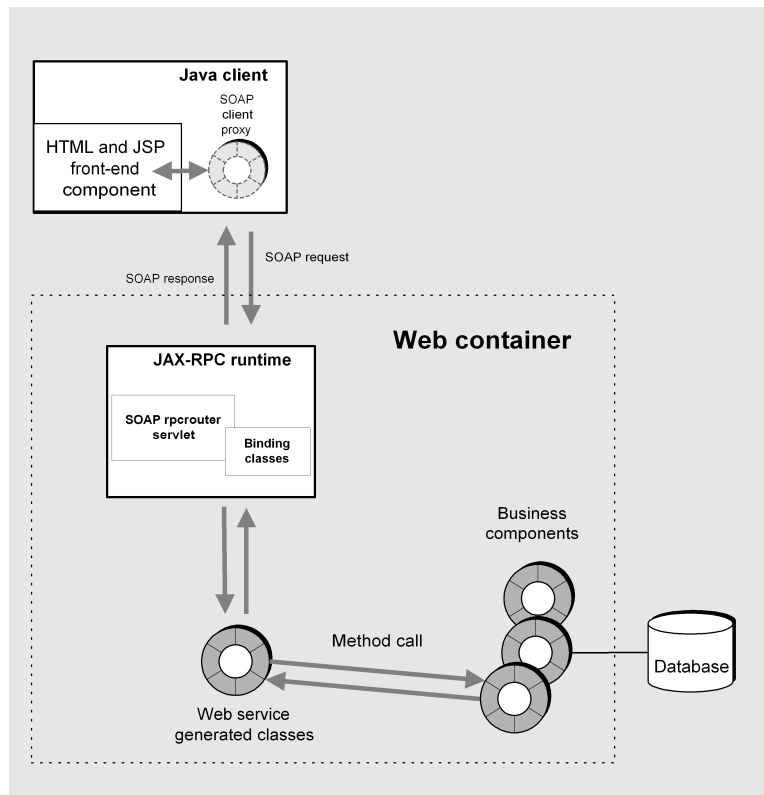 Java client
SOAP
client
proxy
HTML and JSP
front-end
component
SOAP request
SOAP response
Web container
JAX-RPC runtime
SOAP rpcrouter
servlet
Binding
classes
Business
components
Method call
Database
Web service
generated classes